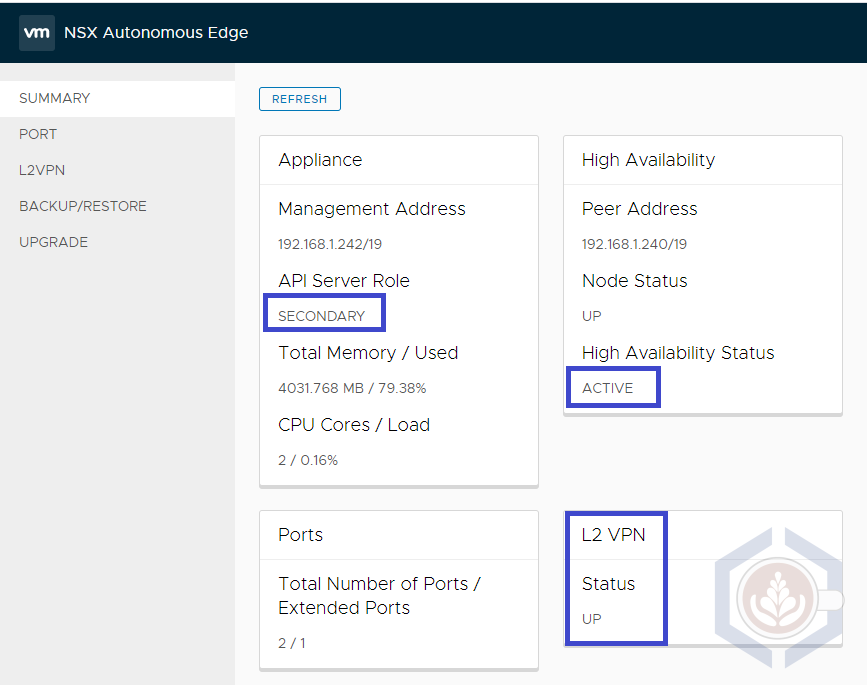 vm NSX Autonomous Edge
SUMMARY
PORT
L2VPN
BACKUP/RESTORE
UPGRADE
REFRESH
Appliance
Management Address
192.168.1.242/19
API Server Role
SECONDARY
Total Memory / Used
4031.768 MB / 79.38%
CPU Cores / Load
2 / 0.16%
High Availability
Peer Address
192.168.1.240/19
Node Status
UP
High Availability Status
ACTIVE
Ports
Total Number of Ports /
Extended Ports
2 / 1
L2 VPN
Status
UP